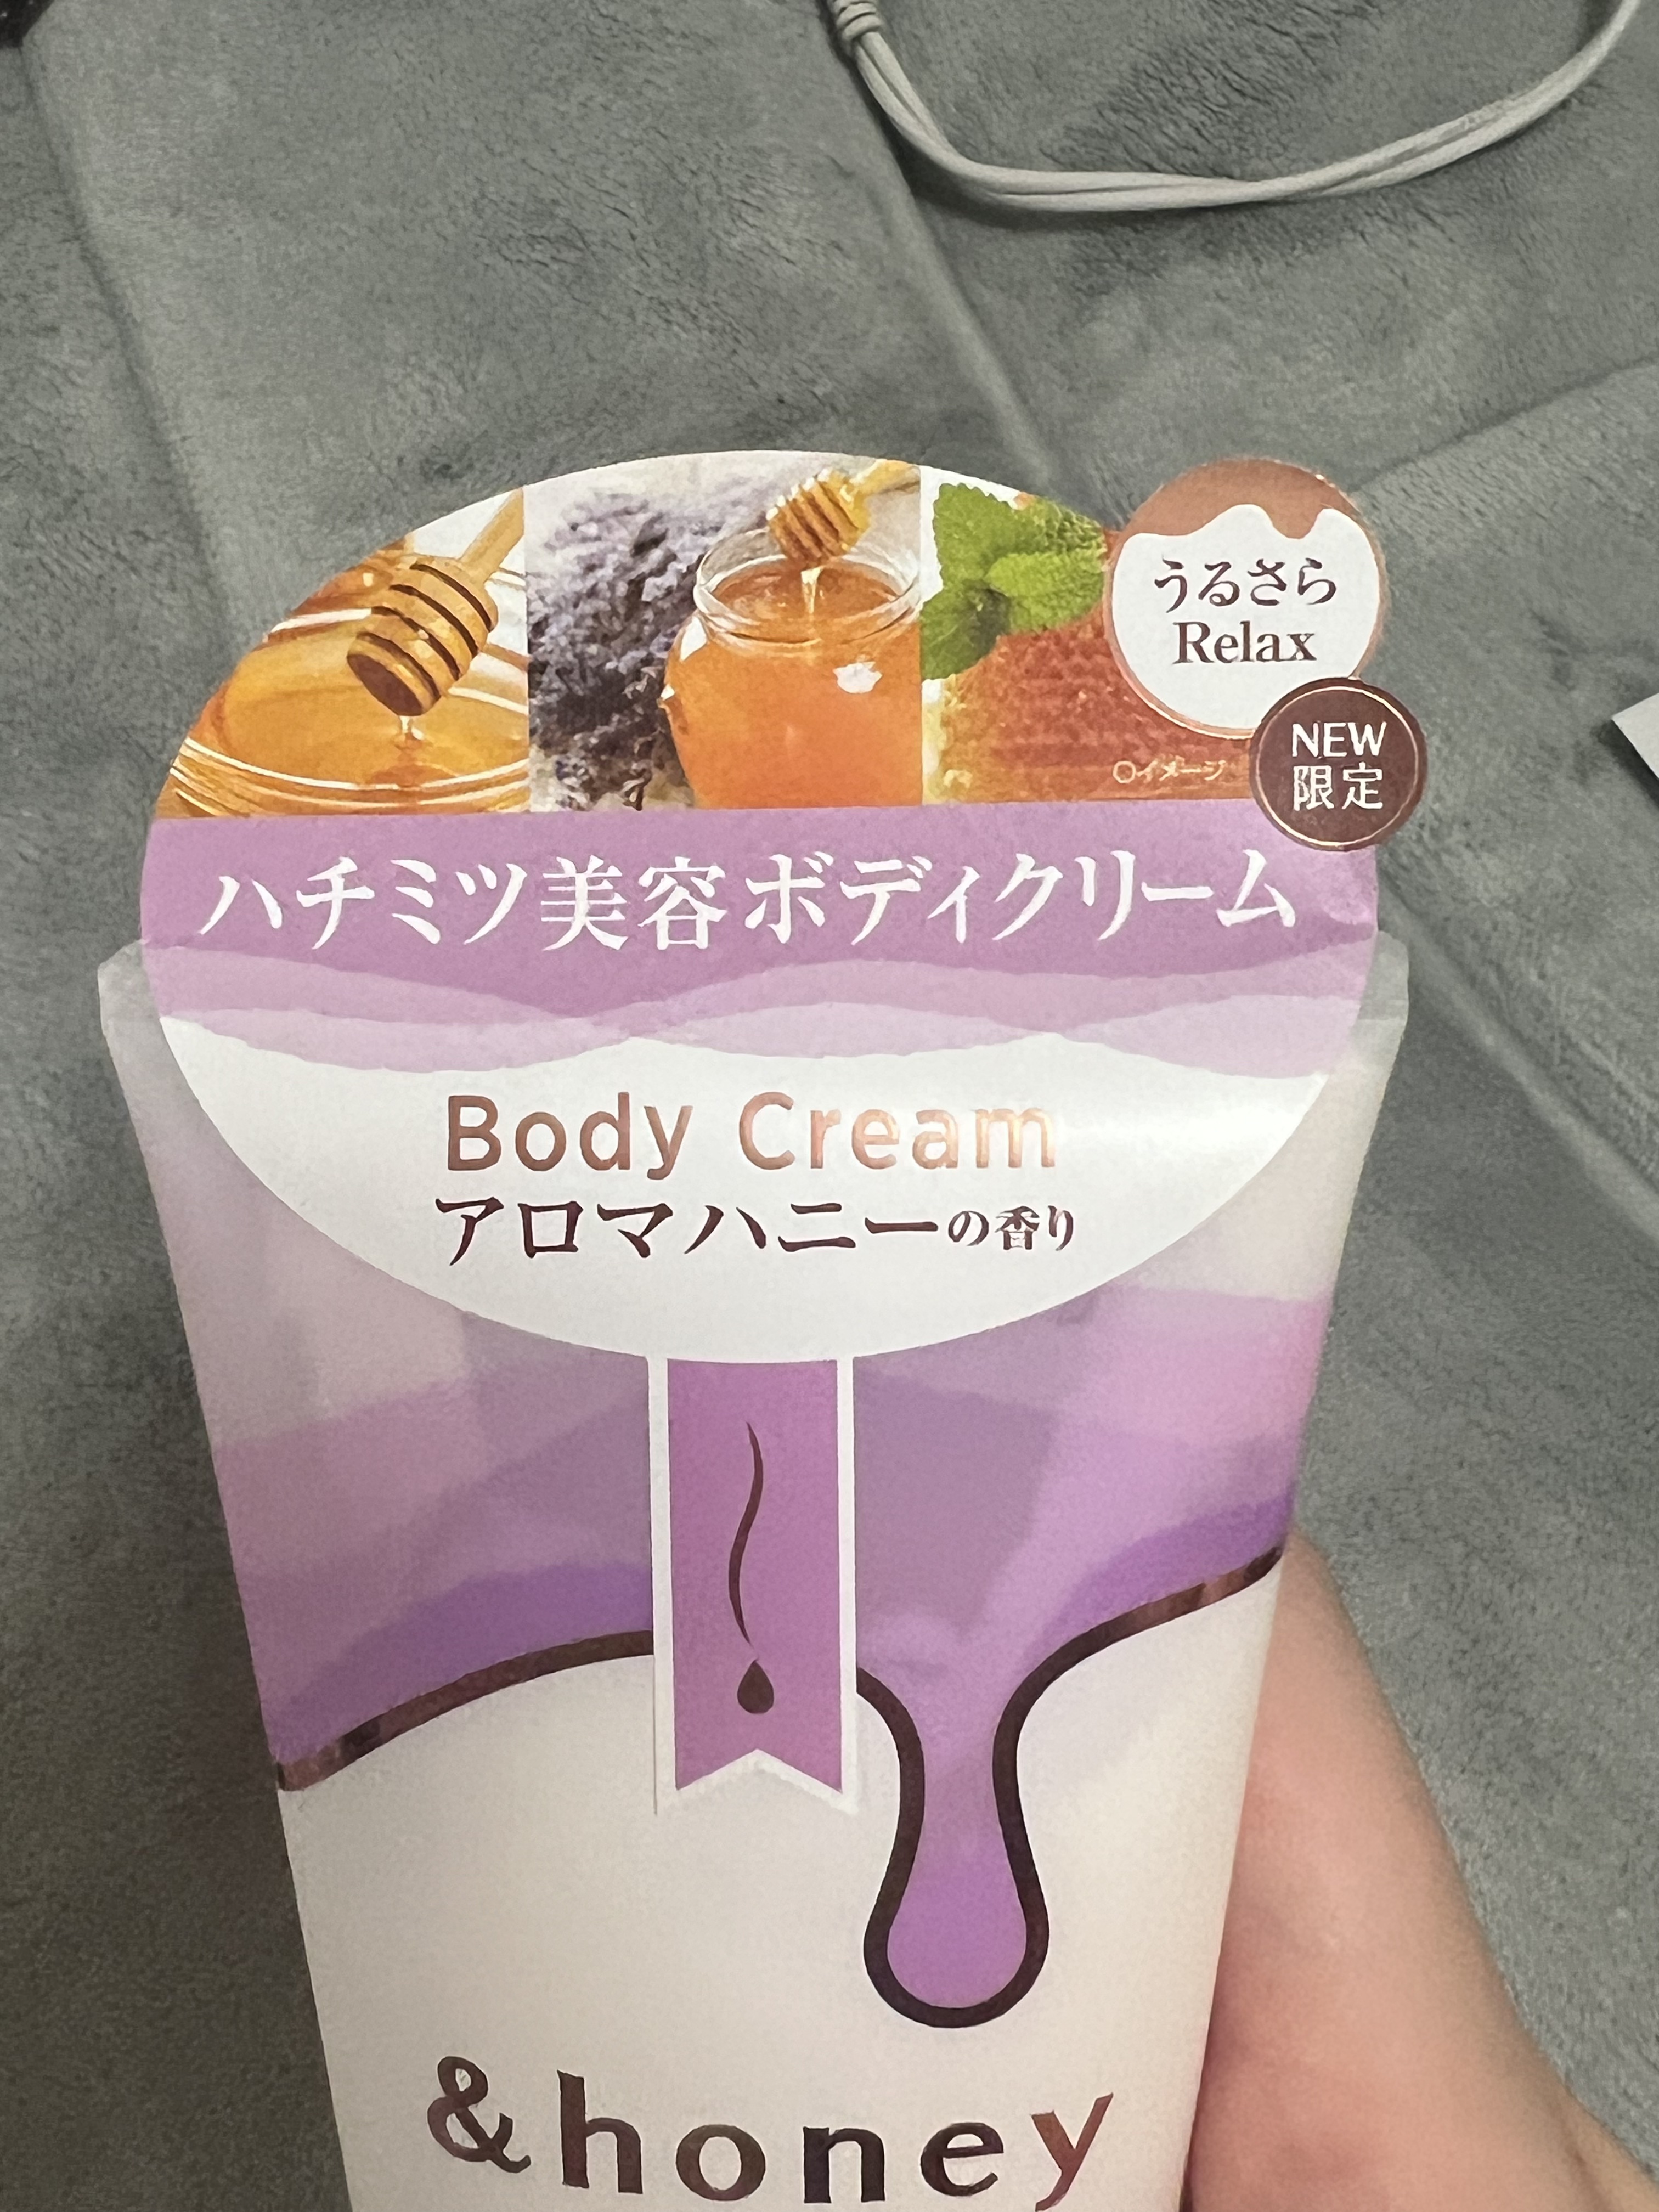 うるさら
Relax
NEW
限定
○イメージ
ハチミツ美容ボディクリーム
Body Cream
アロマハニーの香り
&honey